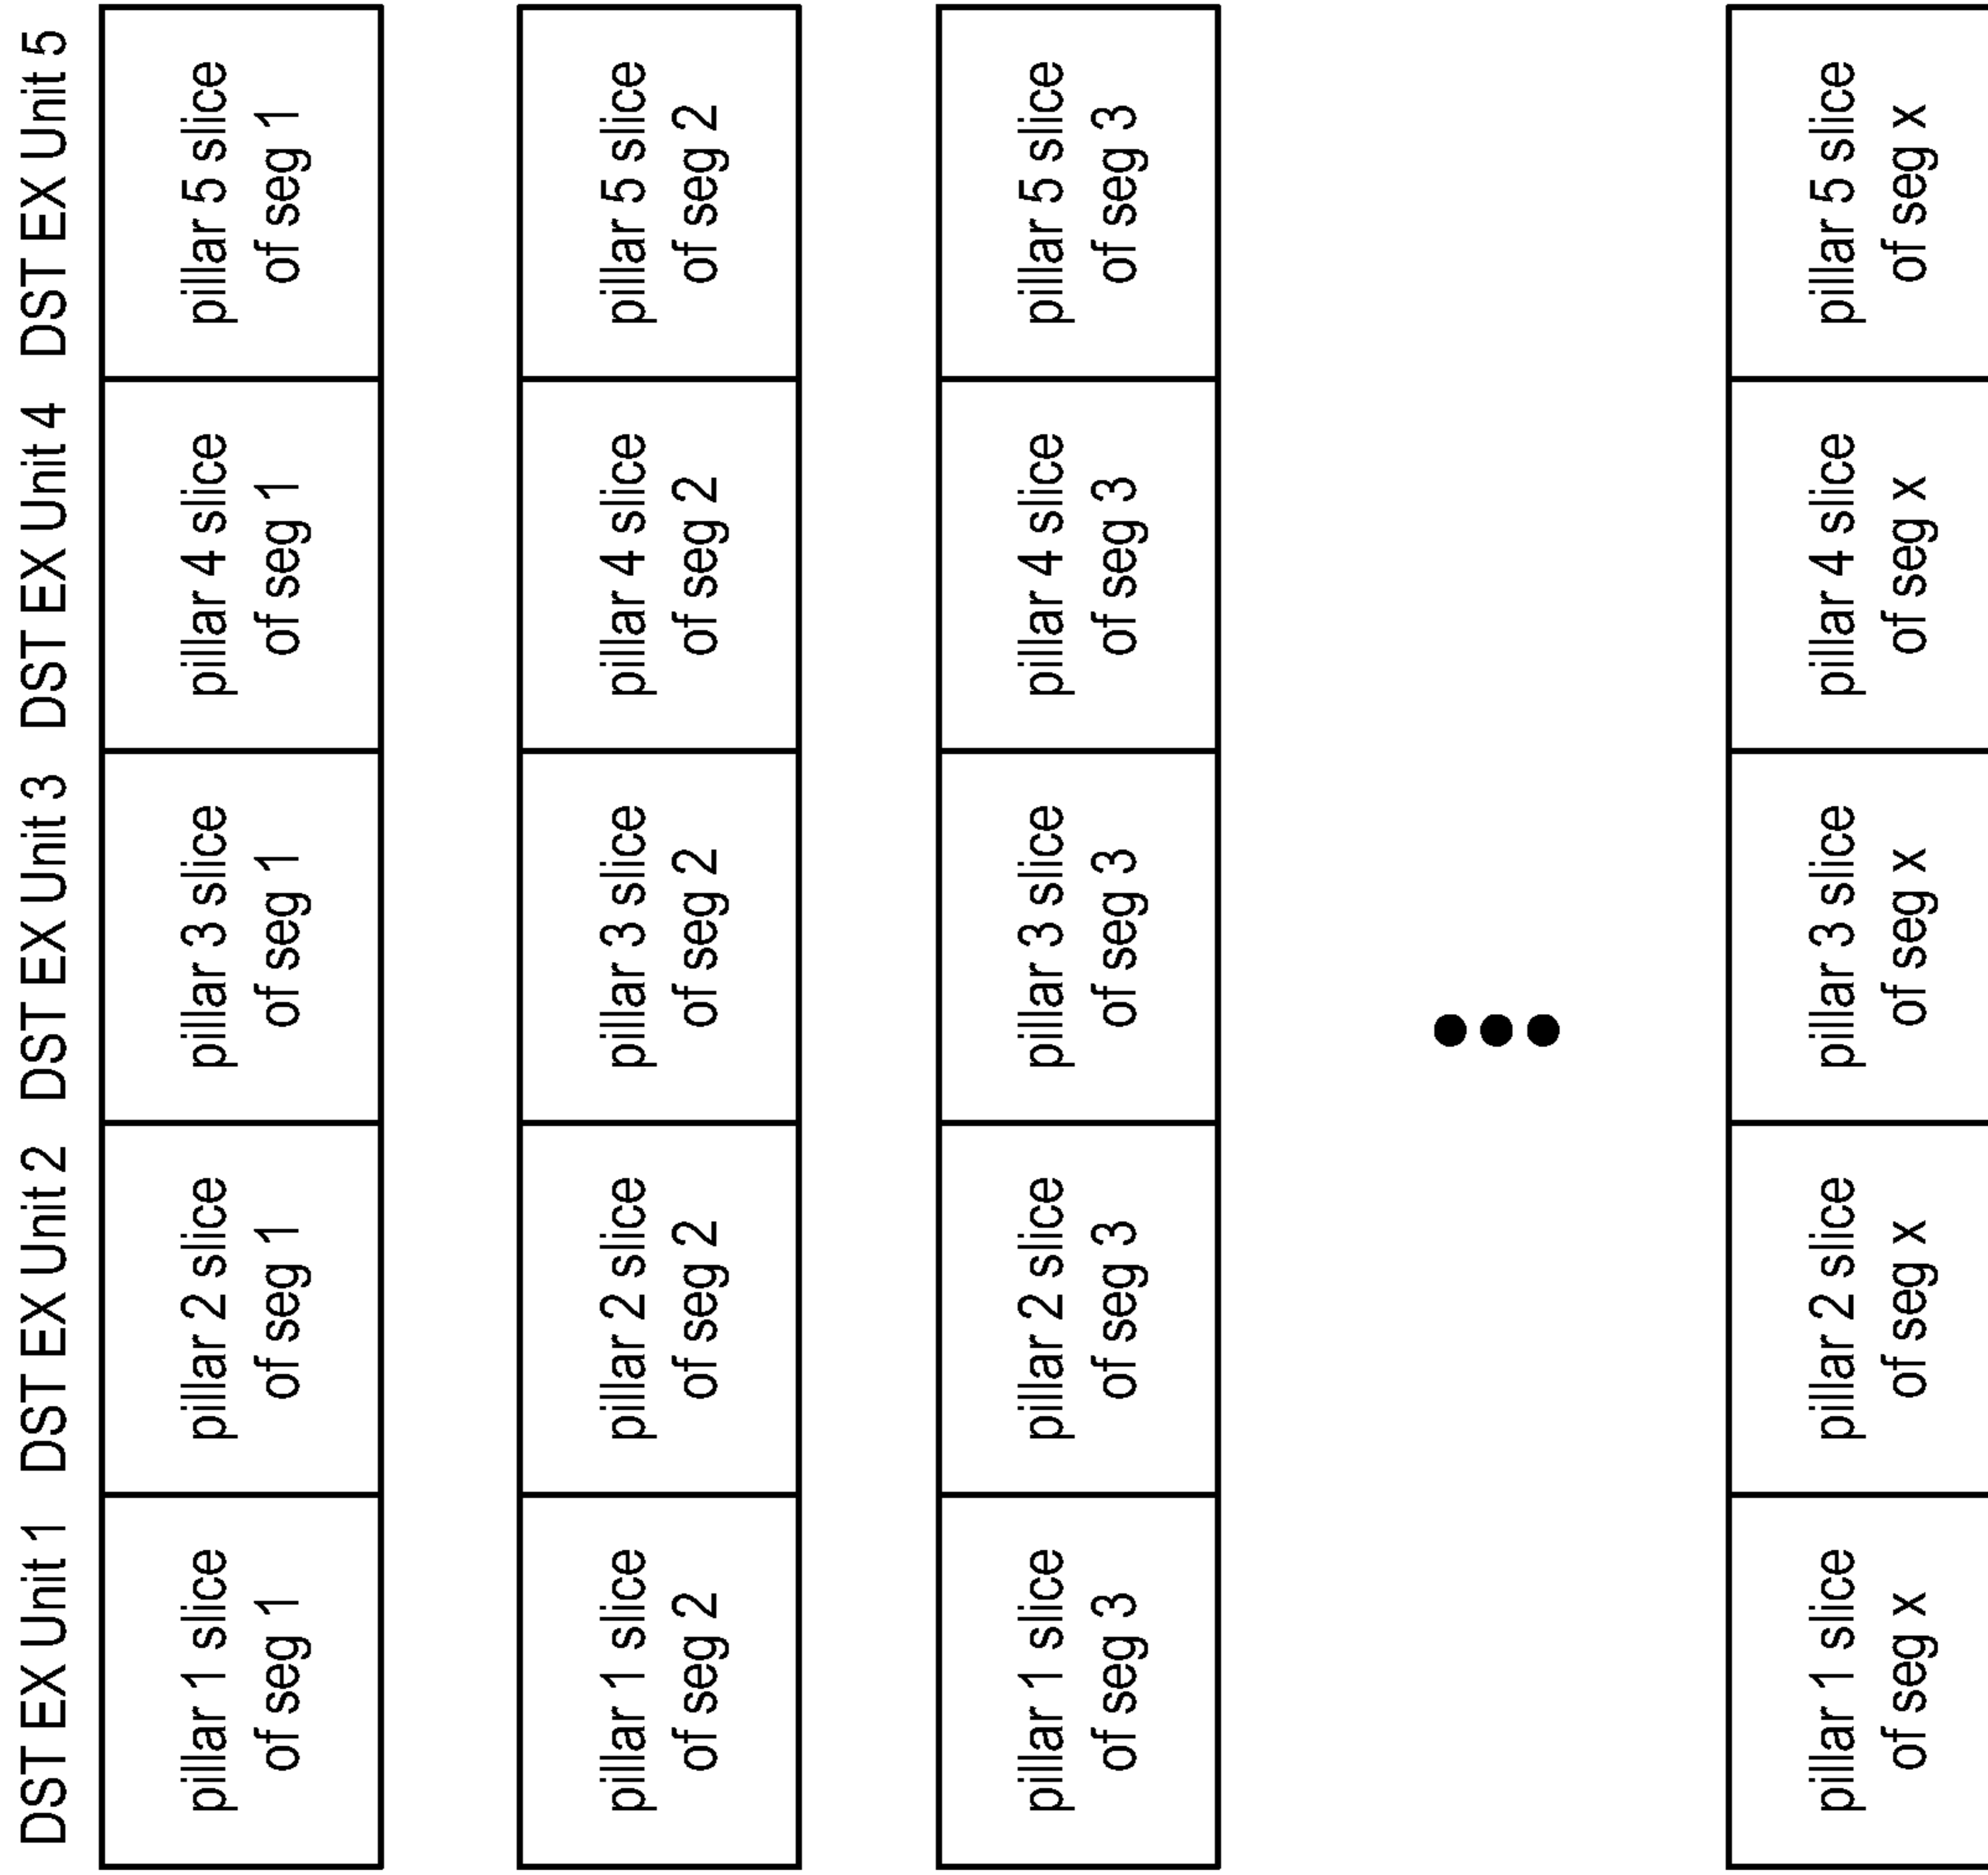 DST EX Unit 1 DST EX Unit 2 DST EX Unit 3 DST EX Unit 4 DST EX Unit 5
pillar 1 slice
of seg 1
pillar 2 slice
of seg 1
pillar 3 slice
of seg 1
pillar 4 slice
of seg 1
pillar 5 slice
of seg 1
pillar 1 slice
of seg 2
pillar 2 slice
of seg 2
pillar 3 slice
of seg 2
pillar 4 slice
of seg 2
pillar 5 slice
of seg 2
pillar 1 slice
of seg 3
pillar 2 slice
of seg 3
pillar 3 slice
of seg 3
pillar 4 slice
of seg 3
pillar 5 slice
of seg 3
pillar 1 slice
of seg x
pillar 2 slice
of seg x
pillar 3 slice
of seg x
pillar 4 slice
of seg x
pillar 5 slice
of seg x